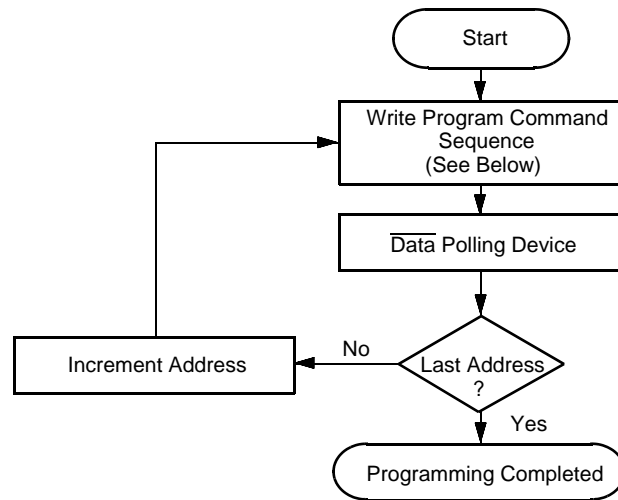 Start
Write Program Command
Sequence
(See Below)
Data Polling Device
No
Increment Address
Last Address
?
Yes
Programming Completed